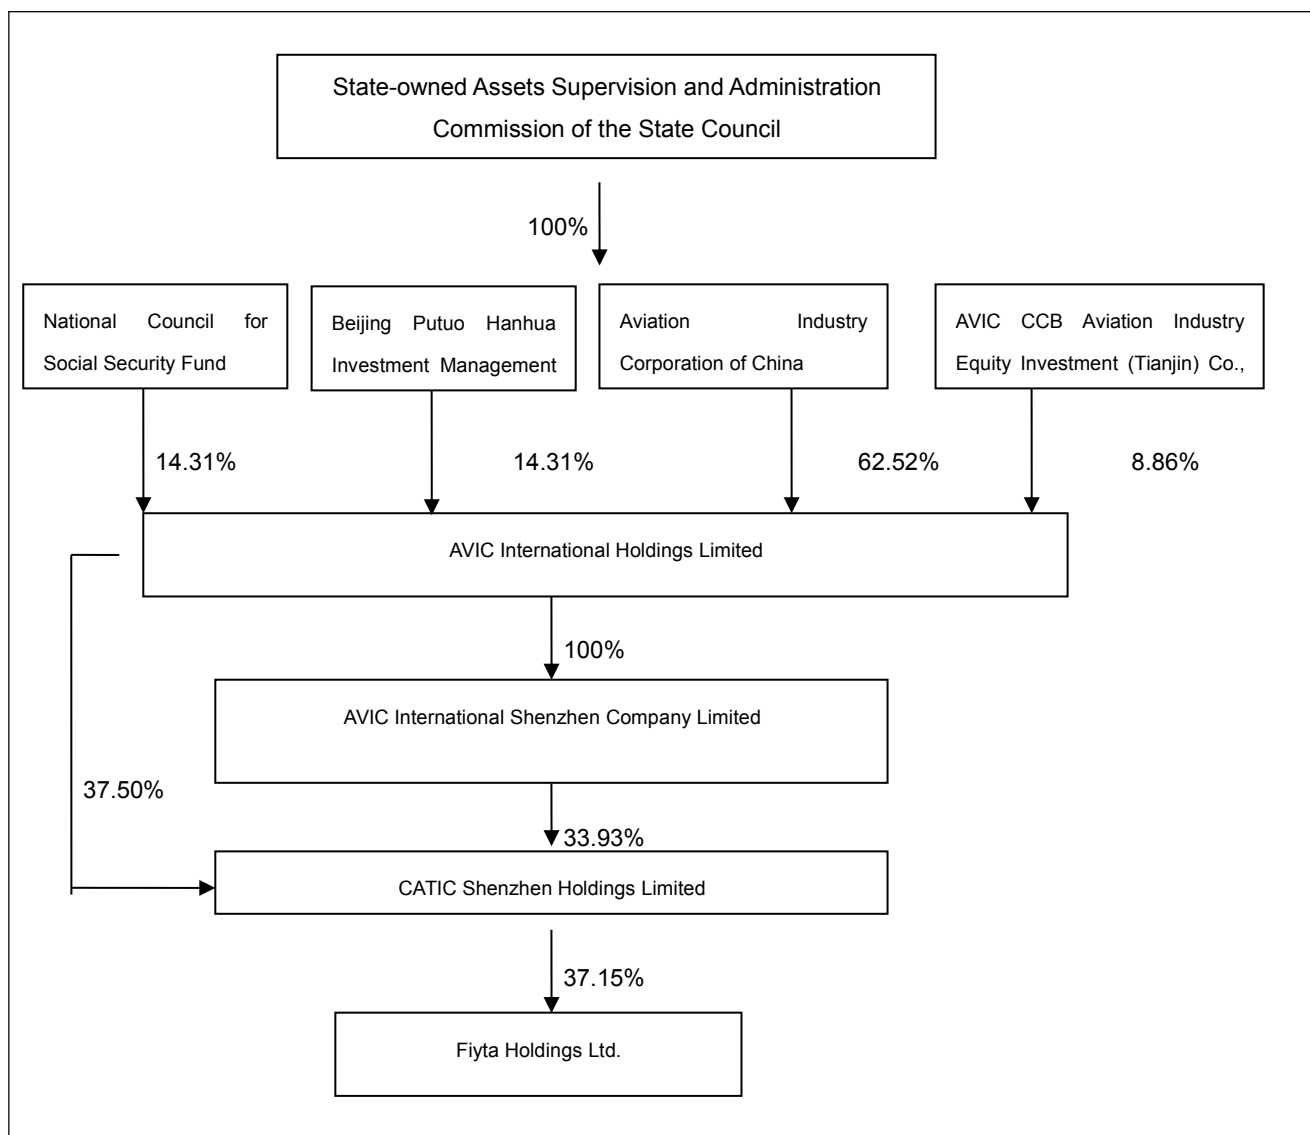 State-owned Assets Supervision and Administration
Commission of the State Council
100%
National Council for
Social Security Fund
Beijing Putuo Hanhua
Investment Management
Aviation Industry
Corporation of China
AVIC CCB Aviation Industry
Equity Investment (Tianjin) Co.,
14.31%
14.31%
62.52%
8.86%
AVIC International Holdings Limited
100%
AVIC International Shenzhen Company Limited
37.50%
33.93%
CATIC Shenzhen Holdings Limited
37.15%
Fiyta Holdings Ltd.